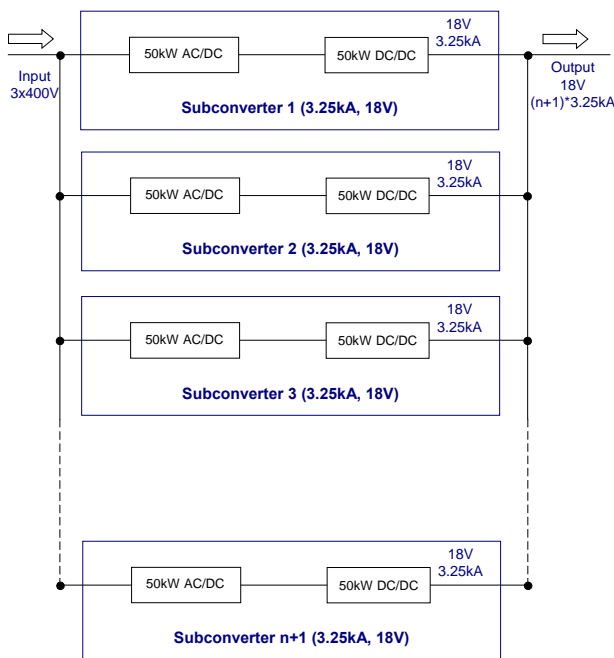 Input
3x400V
18V
3.25kA
50kW AC/DC
50kW DC/DC
Subconverter 1 (3.25kA, 18V)
Output
18V
(n+1)*3.25kA
18V
3.25kA
50kW AC/DC
50kW DC/DC
Subconverter 2 (3.25kA, 18V)
18V
3.25kA
50kW AC/DC
50kW DC/DC
Subconverter 3 (3.25kA, 18V)
18V
3.25kA
50kW AC/DC
50kW DC/DC
Subconverter n+1 (3.25kA, 18V)